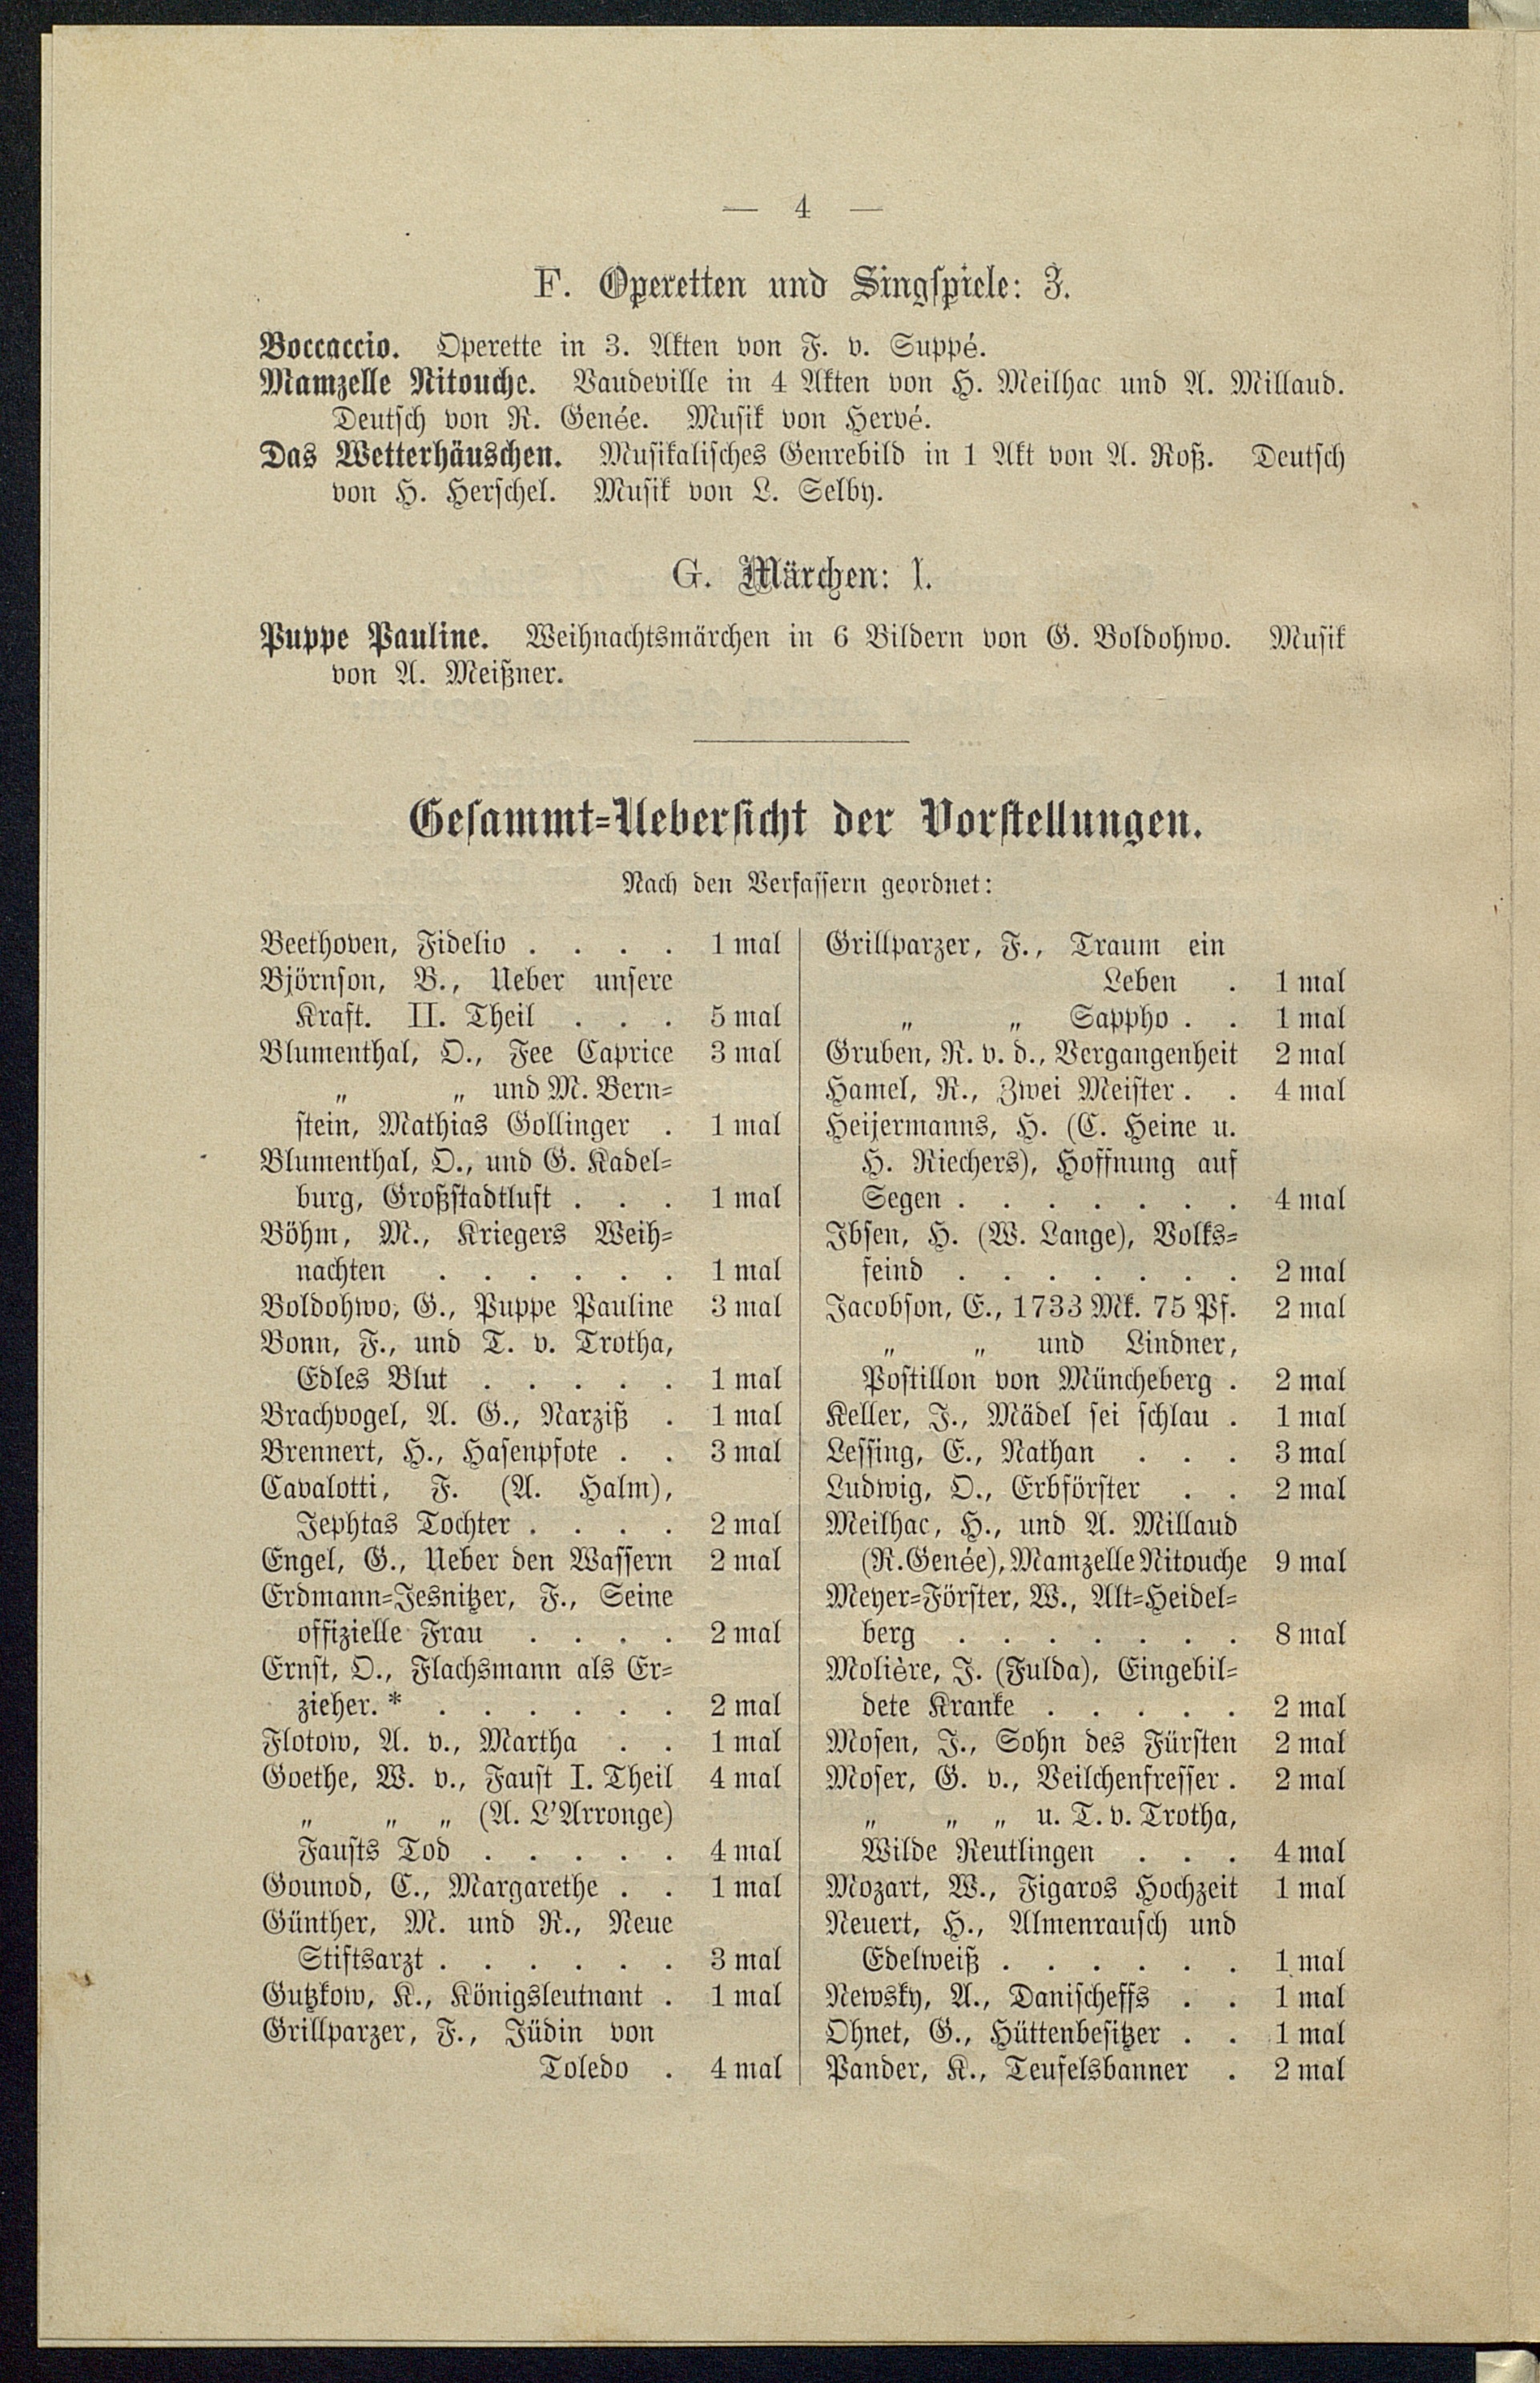 — 4 —
F. Operetten und Singspiele: 3.
Boccaccio. Operette in 3. Akten von F. v. Suppé.
Mamzelle Nitouche. Vaudeville in 4 Akten von H. Meilhac und A. Millaud.
Deutsch von R. Genée. Musik von Hervé.
Das Wetterhäuschen. Musikalisches Genrebild in 1 Akt von A. Roß. Deutsch
von H. Herschel. Musik von L. Selby.
G. Märchen: 1.
Puppe Pauline. Weihnachtsmärchen in 6 Bildern von G. Boldohwo. Musik
von A. Meißner.
Gesammt-Uebersicht der Vorstellungen.
Nach den Verfassern geordnet:
Beethoven, Fidelio . . . . 1 mal
Björnson, B., Ueber unsere
Kraft. II. Theil . . . 5 mal
Blumenthal, O., Fee Caprice 3 mal
„ „ und M. Bern-
stein, Mathias Gollinger . 1 mal
Blumenthal, O., und G. Kadel-
burg, Großstadtluft . . . 1 mal
Böhm, M., Kriegers Weih-
nachten . . . . . . 1 mal
Boldohwo, G., Puppe Pauline 3 mal
Bonn, F., und T. v. Trotha,
Edles Blut . . . . . 1 mal
Brachvogel, A. G., Narziß . 1 mal
Brennert, H., Hasenpfote . . 3 mal
Cavalotti, F. (A. Halm),
Jephtas Tochter . . . . 2 mal
Engel, G., Ueber den Wassern 2 mal
Erdmann-Jesnitzer, F., Seine
offizielle Frau . . . . 2 mal
Ernst, O., Flachsmann als Er-
zieher. * . . . . . . 2 mal
Flotow, A. v., Martha . . 1 mal
Goethe, W. v., Faust I. Theil 4 mal
„ „ „ (A. L'Arronge)
Fausts Tod . . . . . 4 mal
Gounod, C., Margarethe . . 1 mal
Günther, M. und R., Neue
Stiftsarzt . . . . . . 3 mal
Gutzkow, K., Königsleutnant . 1 mal
Grillparzer, F., Jüdin von
Toledo . 4 mal
Grillparzer, F., Traum ein
Leben . 1 mal
„ „ Sappho . . 1 mal
Gruben, R. v. d., Vergangenheit 2 mal
Hamel, R., Zwei Meister . . 4 mal
Heijermanns, H. (C. Heine u.
H. Riechers), Hoffnung auf
Segen . . . . . . . 4 mal
Ibsen, H. (W. Lange), Volks-
feind . . . . . . . 2 mal
Jacobson, E., 1733 Mk. 75 Pf. 2 mal
„ „ und Lindner,
Postillon von Müncheberg . 2 mal
Keller, J., Mädel sei schlau . 1 mal
Lessing, E., Nathan . . . 3 mal
Ludwig, O., Erbförster . . 2 mal
Meilhac, H., und A. Millaud
(R. Genée), Mamzelle Nitouche 9 mal
Meyer-Förster, W., Alt-Heidel-
berg . . . . . . . 8 mal
Molière, J. (Fulda), Eingebil-
dete Kranke . . . . . 2 mal
Mosen, J., Sohn des Fürsten 2 mal
Moser, G. v., Veilchenfresser . 2 mal
„ „ „ u. T. v. Trotha,
Wilde Reutlingen . . . 4 mal
Mozart, W., Figaros Hochzeit 1 mal
Neuert, H., Almenrausch und
Edelweiß . . . . . . 1 mal
Newsky, A., Danischeffs . . 1 mal
Ohnet, G., Hüttenbesitzer . . 1 mal
Pander, K., Teufelsbanner . 2 mal